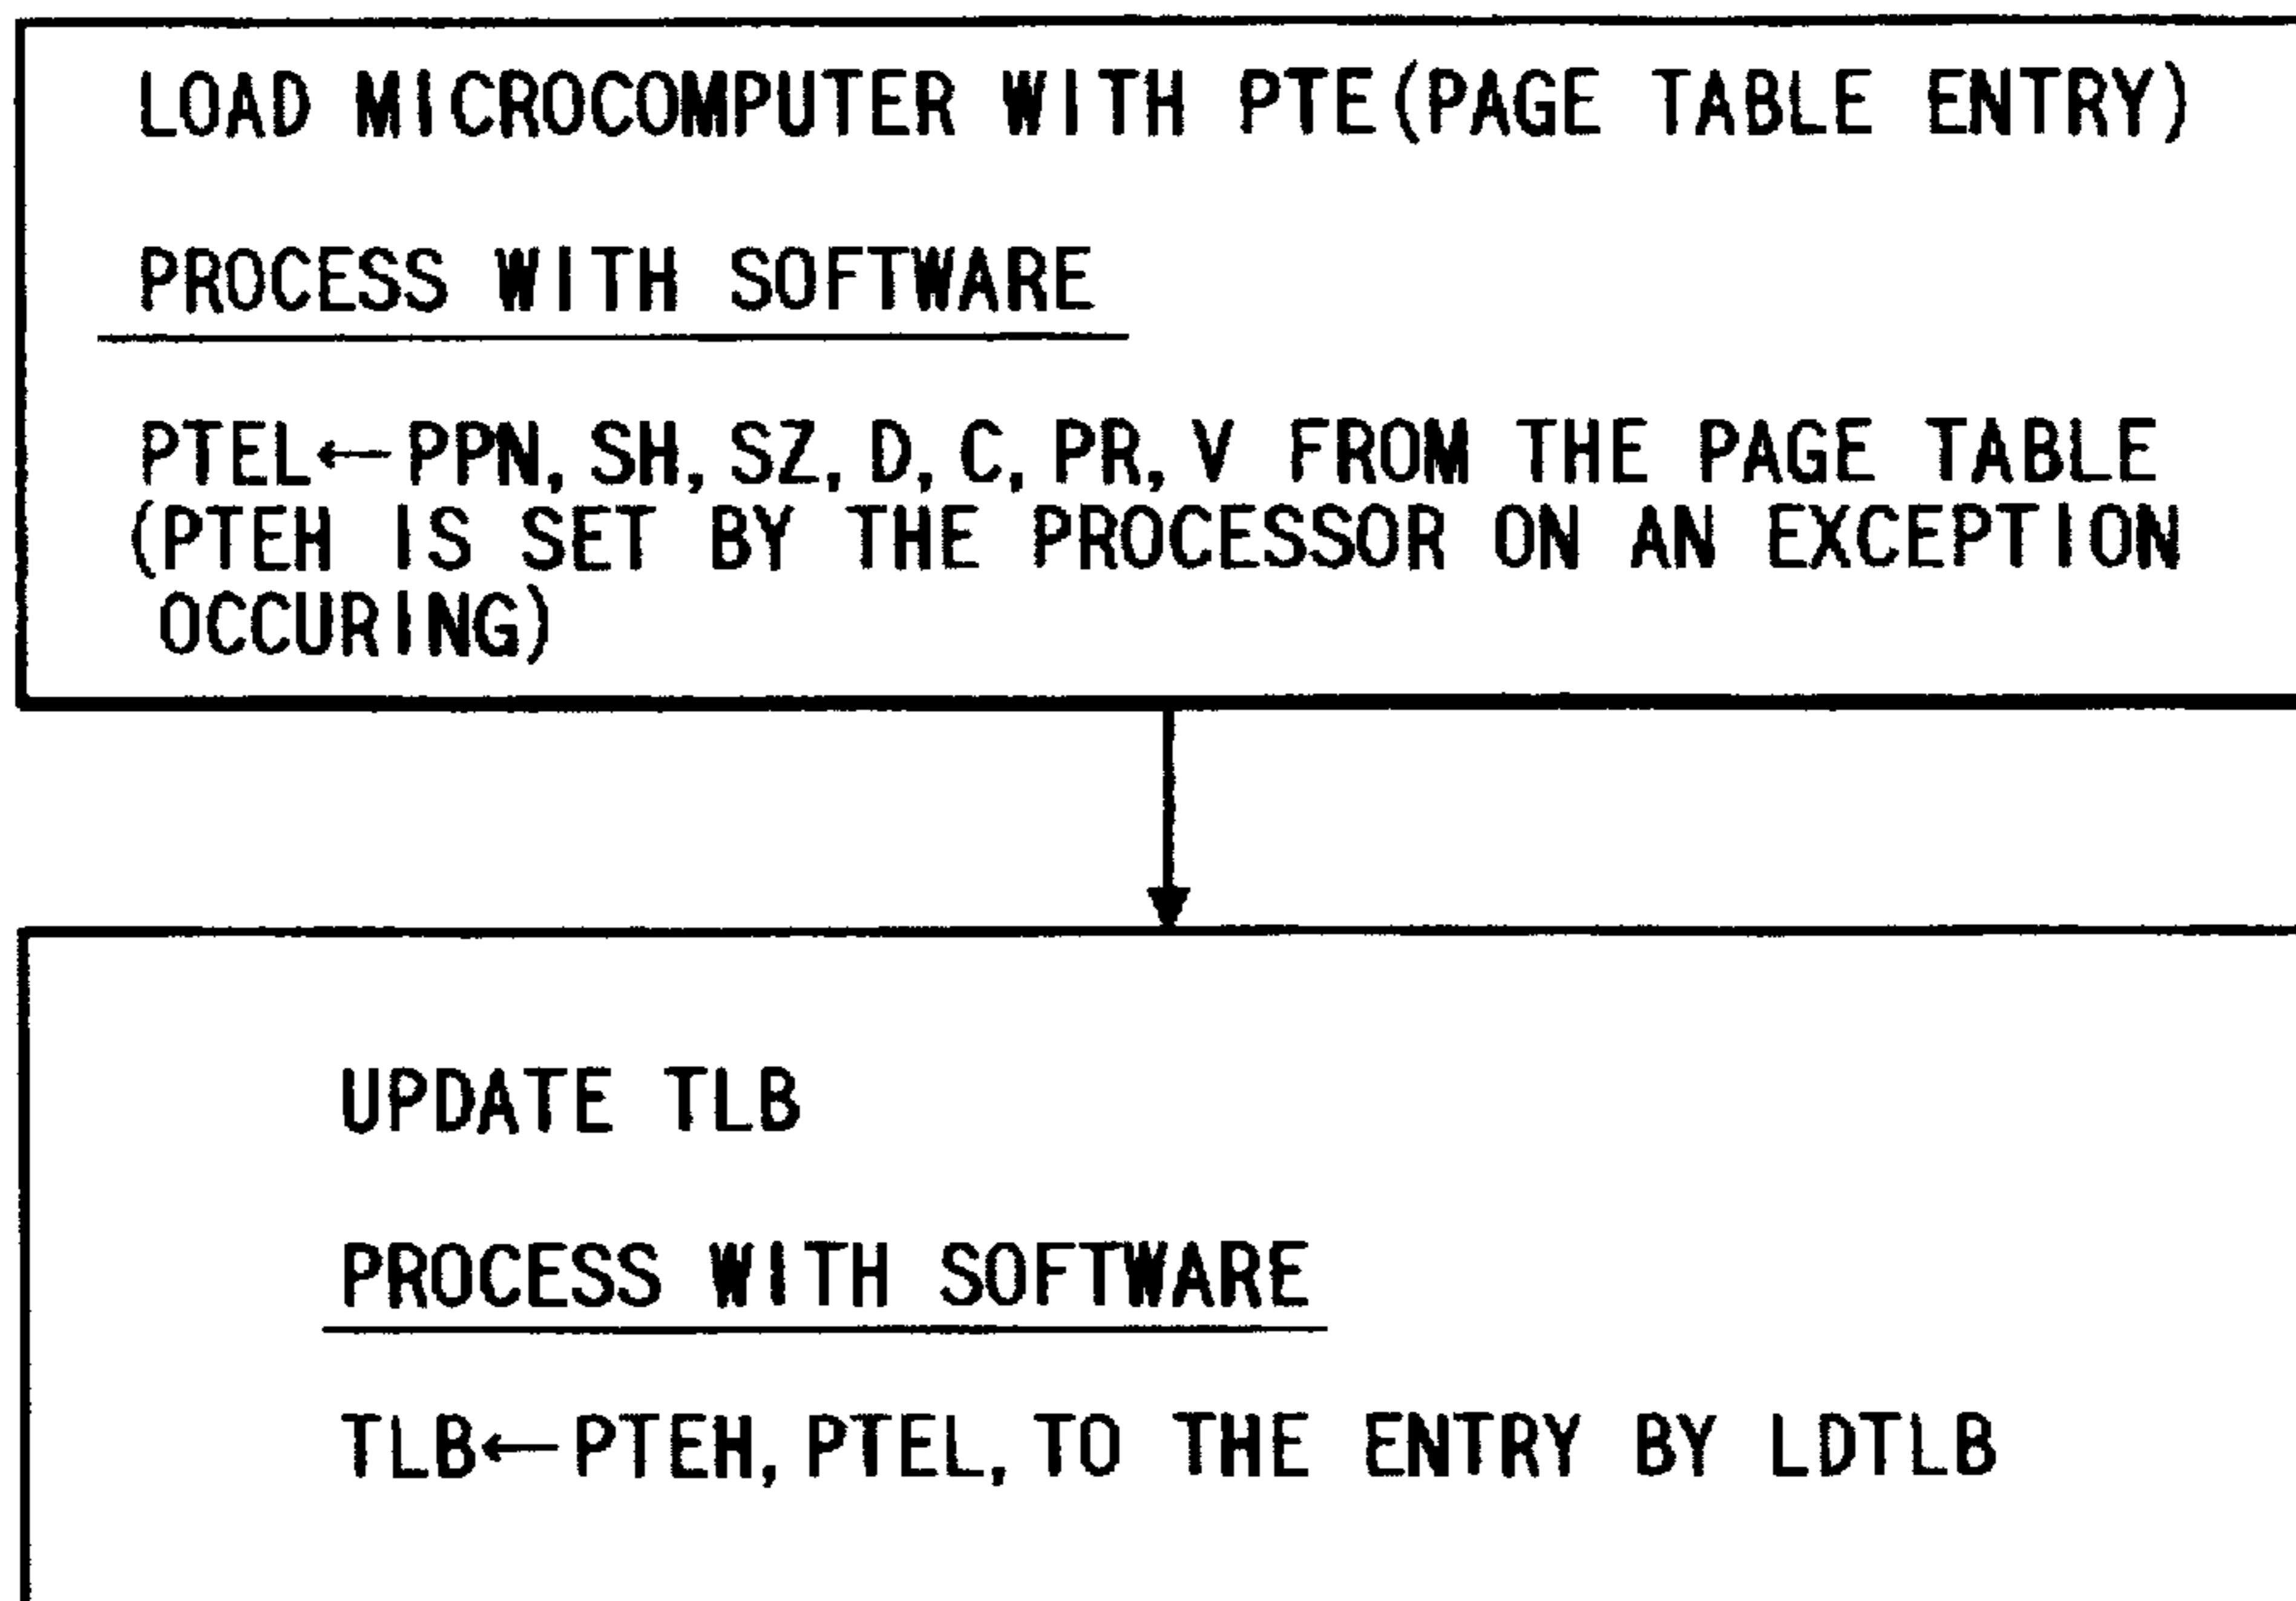 LOAD MICROCOMPUTER WITH PTE(PAGE TABLE ENTRY)
PROCESS WITH SOFTWARE
PTEL←PPN, SH, SZ, D, C, PR, V FROM THE PAGE TABLE
(PTEH IS SET BY THE PROCESSOR ON AN EXCEPTION
OCCURING)
UPDATE TLB
PROCESS WITH SOFTWARE
TLB←PTEH, PTEL, TO THE ENTRY BY LDTLB